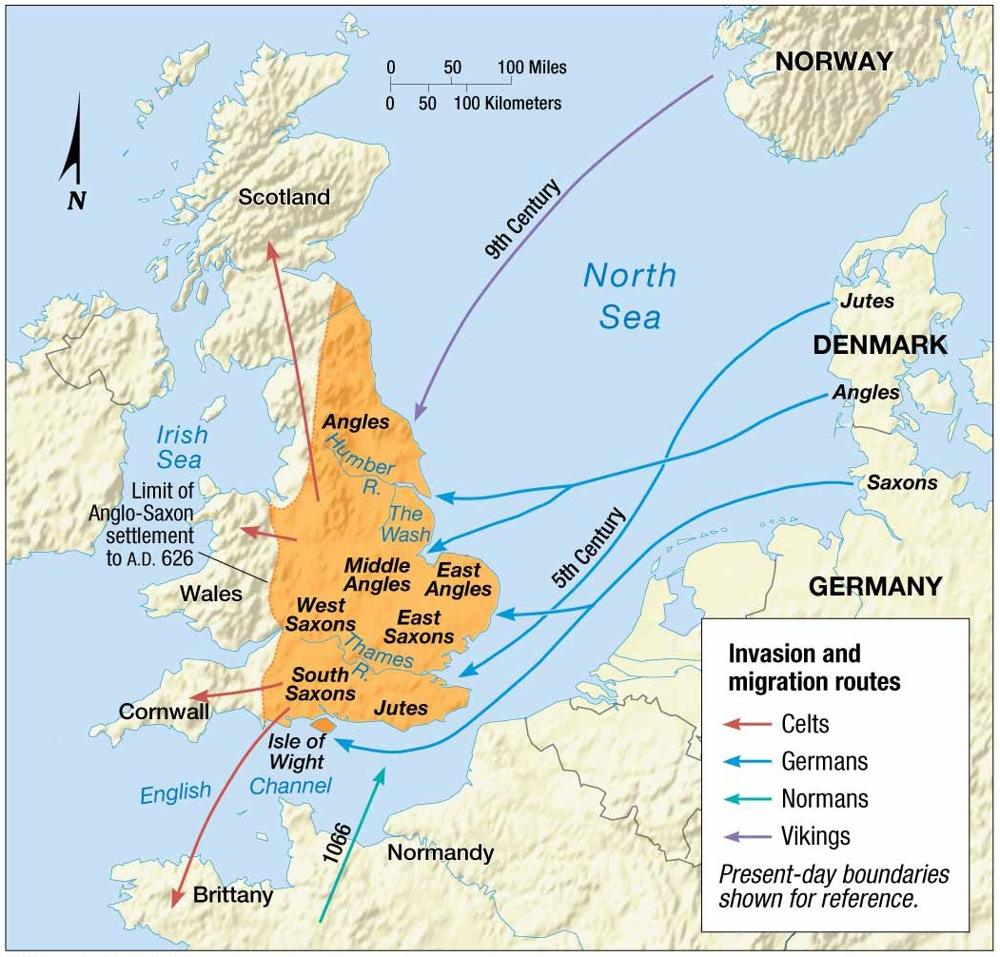 NORWAY
0 50 100 Miles
0 50 100 Kilometers
N
Scotland
9th Century
North
Sea
Jutes
DENMARK
Angles
Angles
Irish
Sea
Humber
R.
Saxons
Limit of
Anglo-Saxon
settlement
to A.D. 626
The
Wash
5th Century
Middle
Angles
East
Angles
GERMANY
Wales
West
Saxons
East
Saxons
Thames
R.
South
Saxons
Jutes
Cornwall
Isle of
Wight
English
Channel
1066
Normandy
Brittany
Invasion and
migration routes
Celts
Germans
Normans
Vikings
Present-day boundaries
shown for reference.